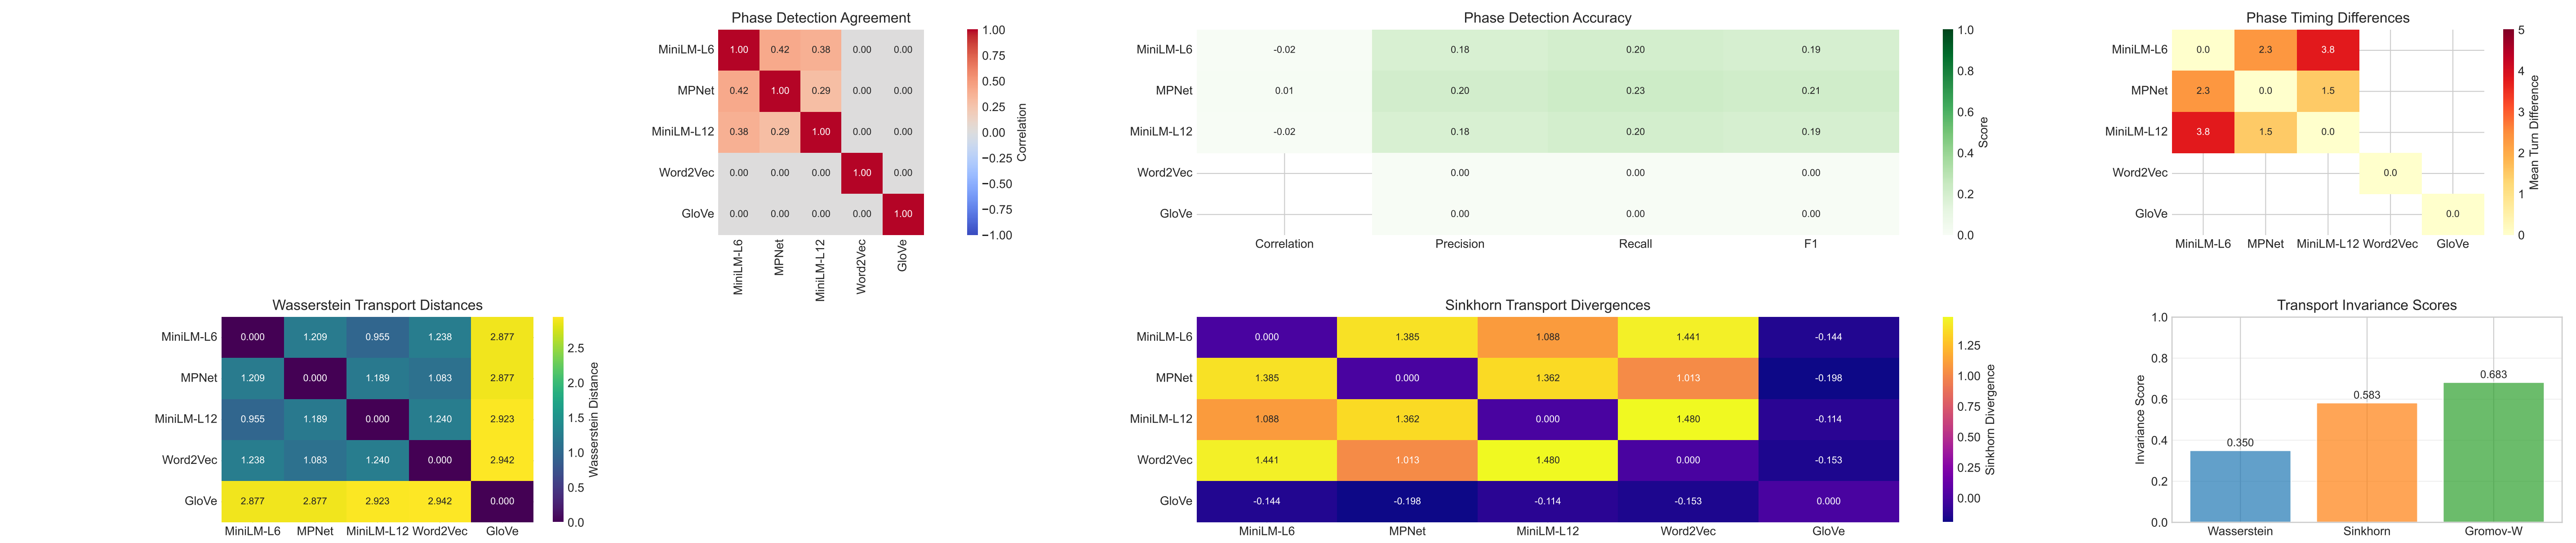 Phase Detection Agreement
MiniLM-L6 1.00 0.42 0.38 0.00 0.00
MPNet 0.42 1.00 0.29 0.00 0.00
MiniLM-L12 0.38 0.29 1.00 0.00 0.00
Word2Vec 0.00 0.00 0.00 1.00 0.00
GloVe 0.00 0.00 0.00 0.00 1.00
MiniLM-L6 MPNet MiniLM-L12 Word2Vec GloVe
1.00
0.75
0.50
0.25
0.00
−0.25
−0.50
−0.75
−1.00
Correlation
Phase Detection Accuracy
MiniLM-L6 -0.02 0.18 0.20 0.19
MPNet 0.01 0.20 0.23 0.21
MiniLM-L12 -0.02 0.18 0.20 0.19
Word2Vec 0.00 0.00 0.00
GloVe 0.00 0.00 0.00
Correlation Precision Recall F1
1.0
0.8
0.6
0.4
0.2
0.0
Score
Phase Timing Differences
MiniLM-L6 0.0 2.3 3.8
MPNet 2.3 0.0 1.5
MiniLM-L12 3.8 1.5 0.0
Word2Vec 0.0
GloVe 0.0
MiniLM-L6 MPNet MiniLM-L12 Word2Vec GloVe
5
4
3
2
1
0
Mean Turn Difference
Wasserstein Transport Distances
MiniLM-L6 0.000 1.209 0.955 1.238 2.877
MPNet 1.209 0.000 1.189 1.083 2.877
MiniLM-L12 0.955 1.189 0.000 1.240 2.923
Word2Vec 1.238 1.083 1.240 0.000 2.942
GloVe 2.877 2.877 2.923 2.942 0.000
MiniLM-L6 MPNet MiniLM-L12 Word2Vec GloVe
2.5
2.0
1.5
1.0
0.5
0.0
Wasserstein Distance
Sinkhorn Transport Divergences
MiniLM-L6 0.000 1.385 1.088 1.441 -0.144
MPNet 1.385 0.000 1.362 1.013 -0.198
MiniLM-L12 1.088 1.362 0.000 1.480 -0.114
Word2Vec 1.441 1.013 1.480 0.000 -0.153
GloVe -0.144 -0.198 -0.114 -0.153 0.000
MiniLM-L6 MPNet MiniLM-L12 Word2Vec GloVe
1.25
1.00
0.75
0.50
0.25
0.00
Sinkhorn Divergence
Transport Invariance Scores
1.0
0.8
0.6
0.4
0.2
0.0
Invariance Score
0.350
0.583
0.683
Wasserstein Sinkhorn Gromov-W